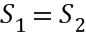 S₁ = S₂